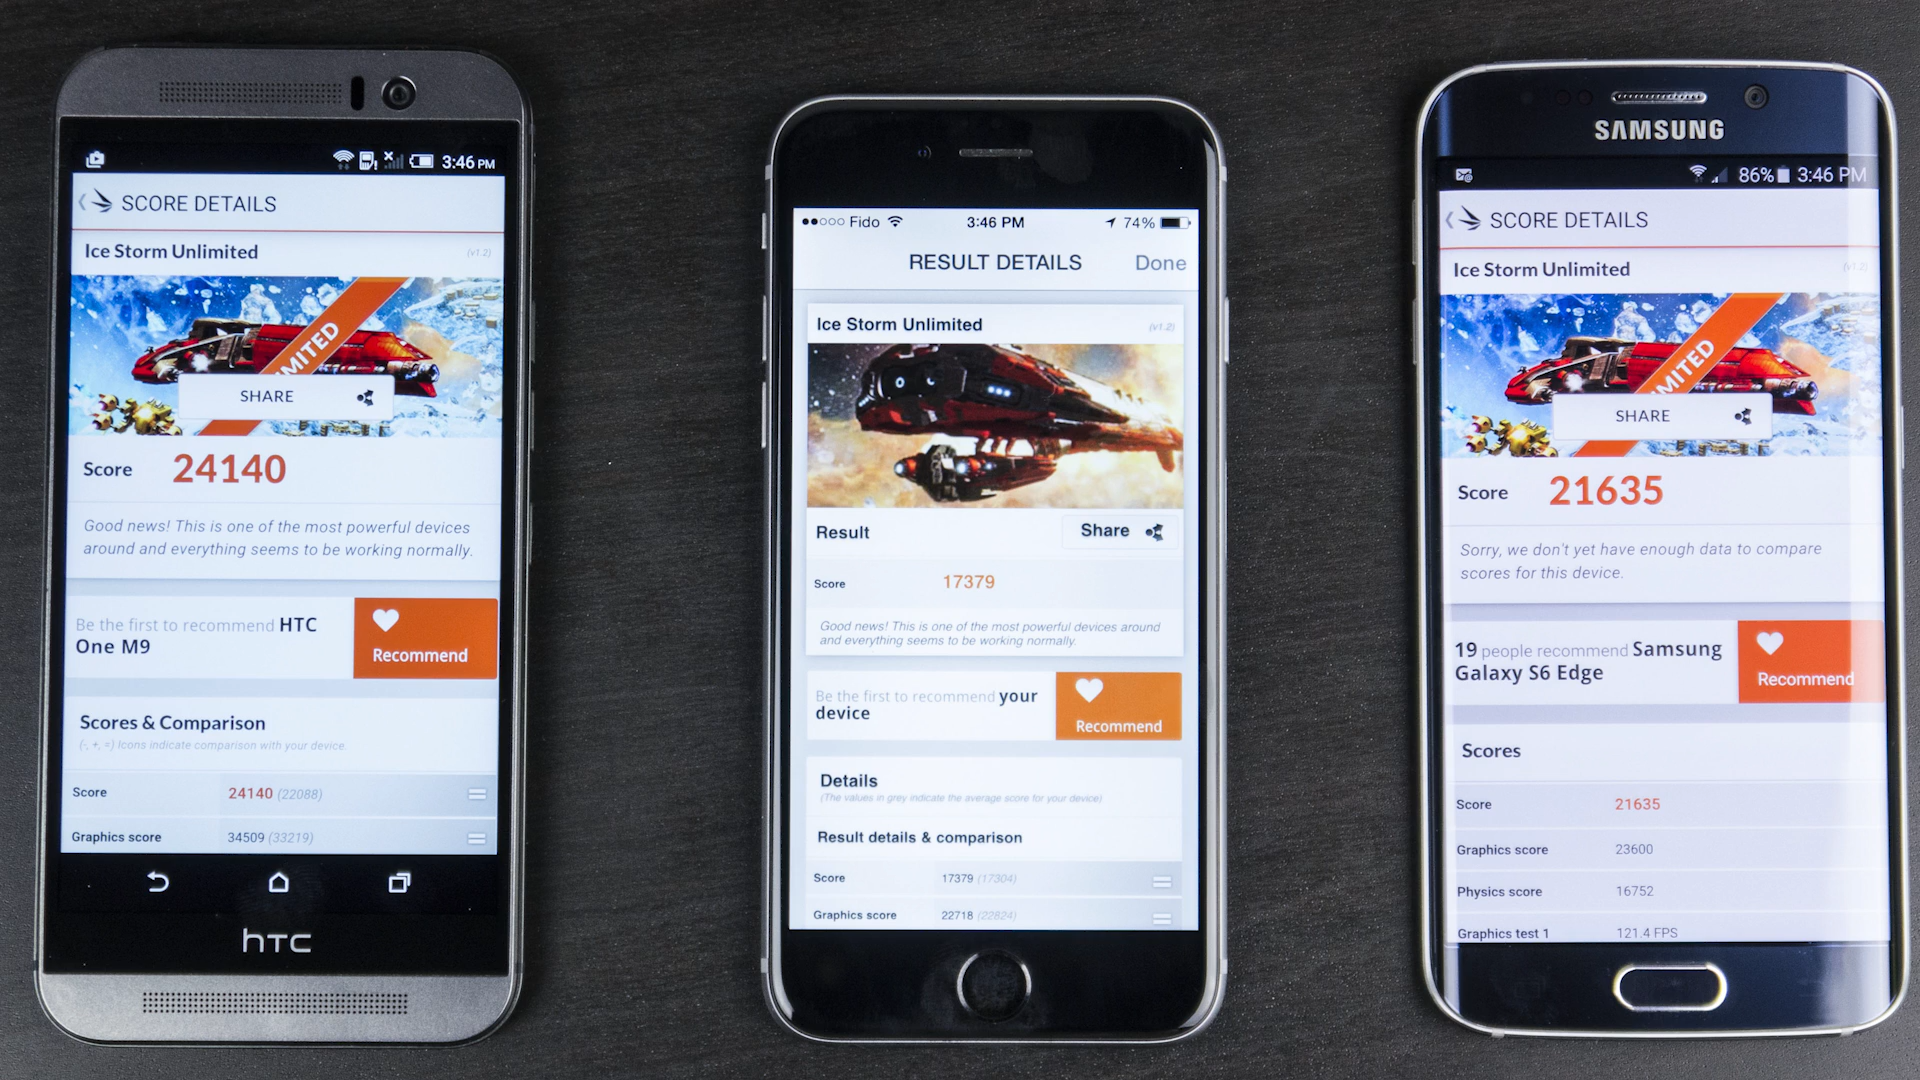 3:46 PM
SCORE DETAILS
Ice Storm Unlimited
(v1.2)
MITED
SHARE
Score 24140
Good news! This is one of the most powerful devices
around and everything seems to be working normally.
Be the first to recommend HTC
One M9
Recommend
Scores & Comparison
(-, +, =) Icons indicate comparison with your device.
Score 24140 (22088)
Graphics score 34509 (33219)
hTC
Fido 3:46 PM 74%
RESULT DETAILS Done
Ice Storm Unlimited (v1.2)
Result Share
Score 17379
Good news! This is one of the most powerful devices around
and everything seems to be working normally.
Be the first to recommend your
device
Recommend
Details
(The values in grey indicate the average score for your device)
Result details & comparison
Score 17379 (17304)
Graphics score 22718 (22824)
SAMSUNG
86% 3:46 PM
SCORE DETAILS
Ice Storm Unlimited (v1.2)
MITED
SHARE
Score 21635
Sorry, we don't yet have enough data to compare
scores for this device.
19 people recommend Samsung
Galaxy S6 Edge
Recommend
Scores
Score 21635
Graphics score 23600
Physics score 16752
Graphics test 1 121.4 FPS